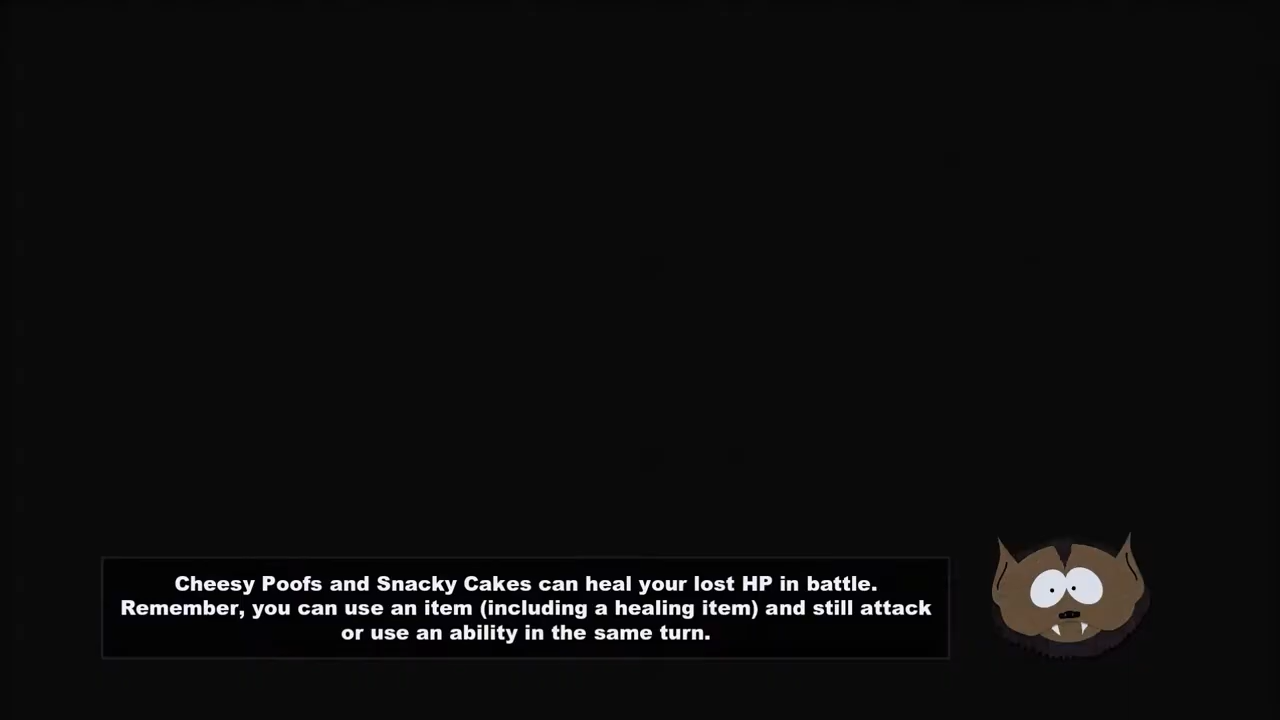 Cheesy Poofs and Snacky Cakes can heal your lost HP in battle.
Remember, you can use an item (including a healing item) and still attack
or use an ability in the same turn.